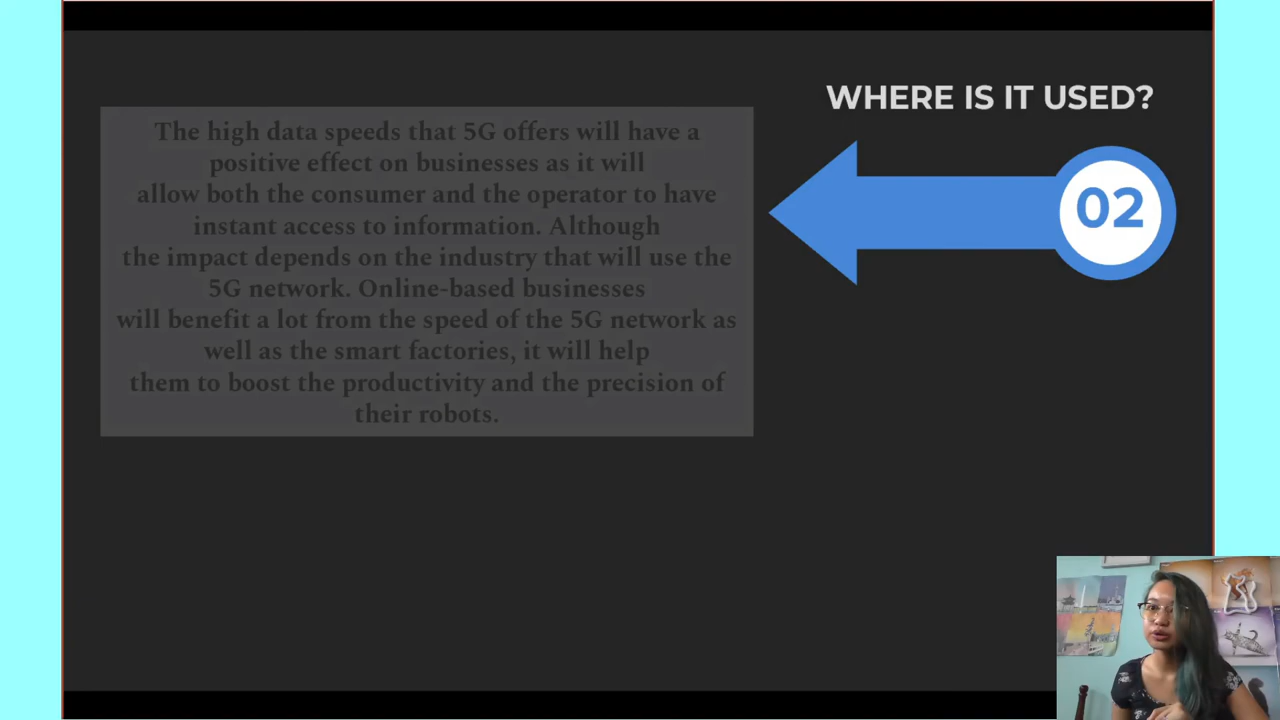 WHERE IS IT USED?
02
The high data speeds that 5G offers will have a
positive effect on businesses as it will
allow both the consumer and the operator to have
instant access to information. Although
the impact depends on the industry that will use the
5G network. Online-based businesses
will benefit a lot from the speed of the 5G network as
well as the smart factories, it will help
them to boost the productivity and the precision of
their robots.